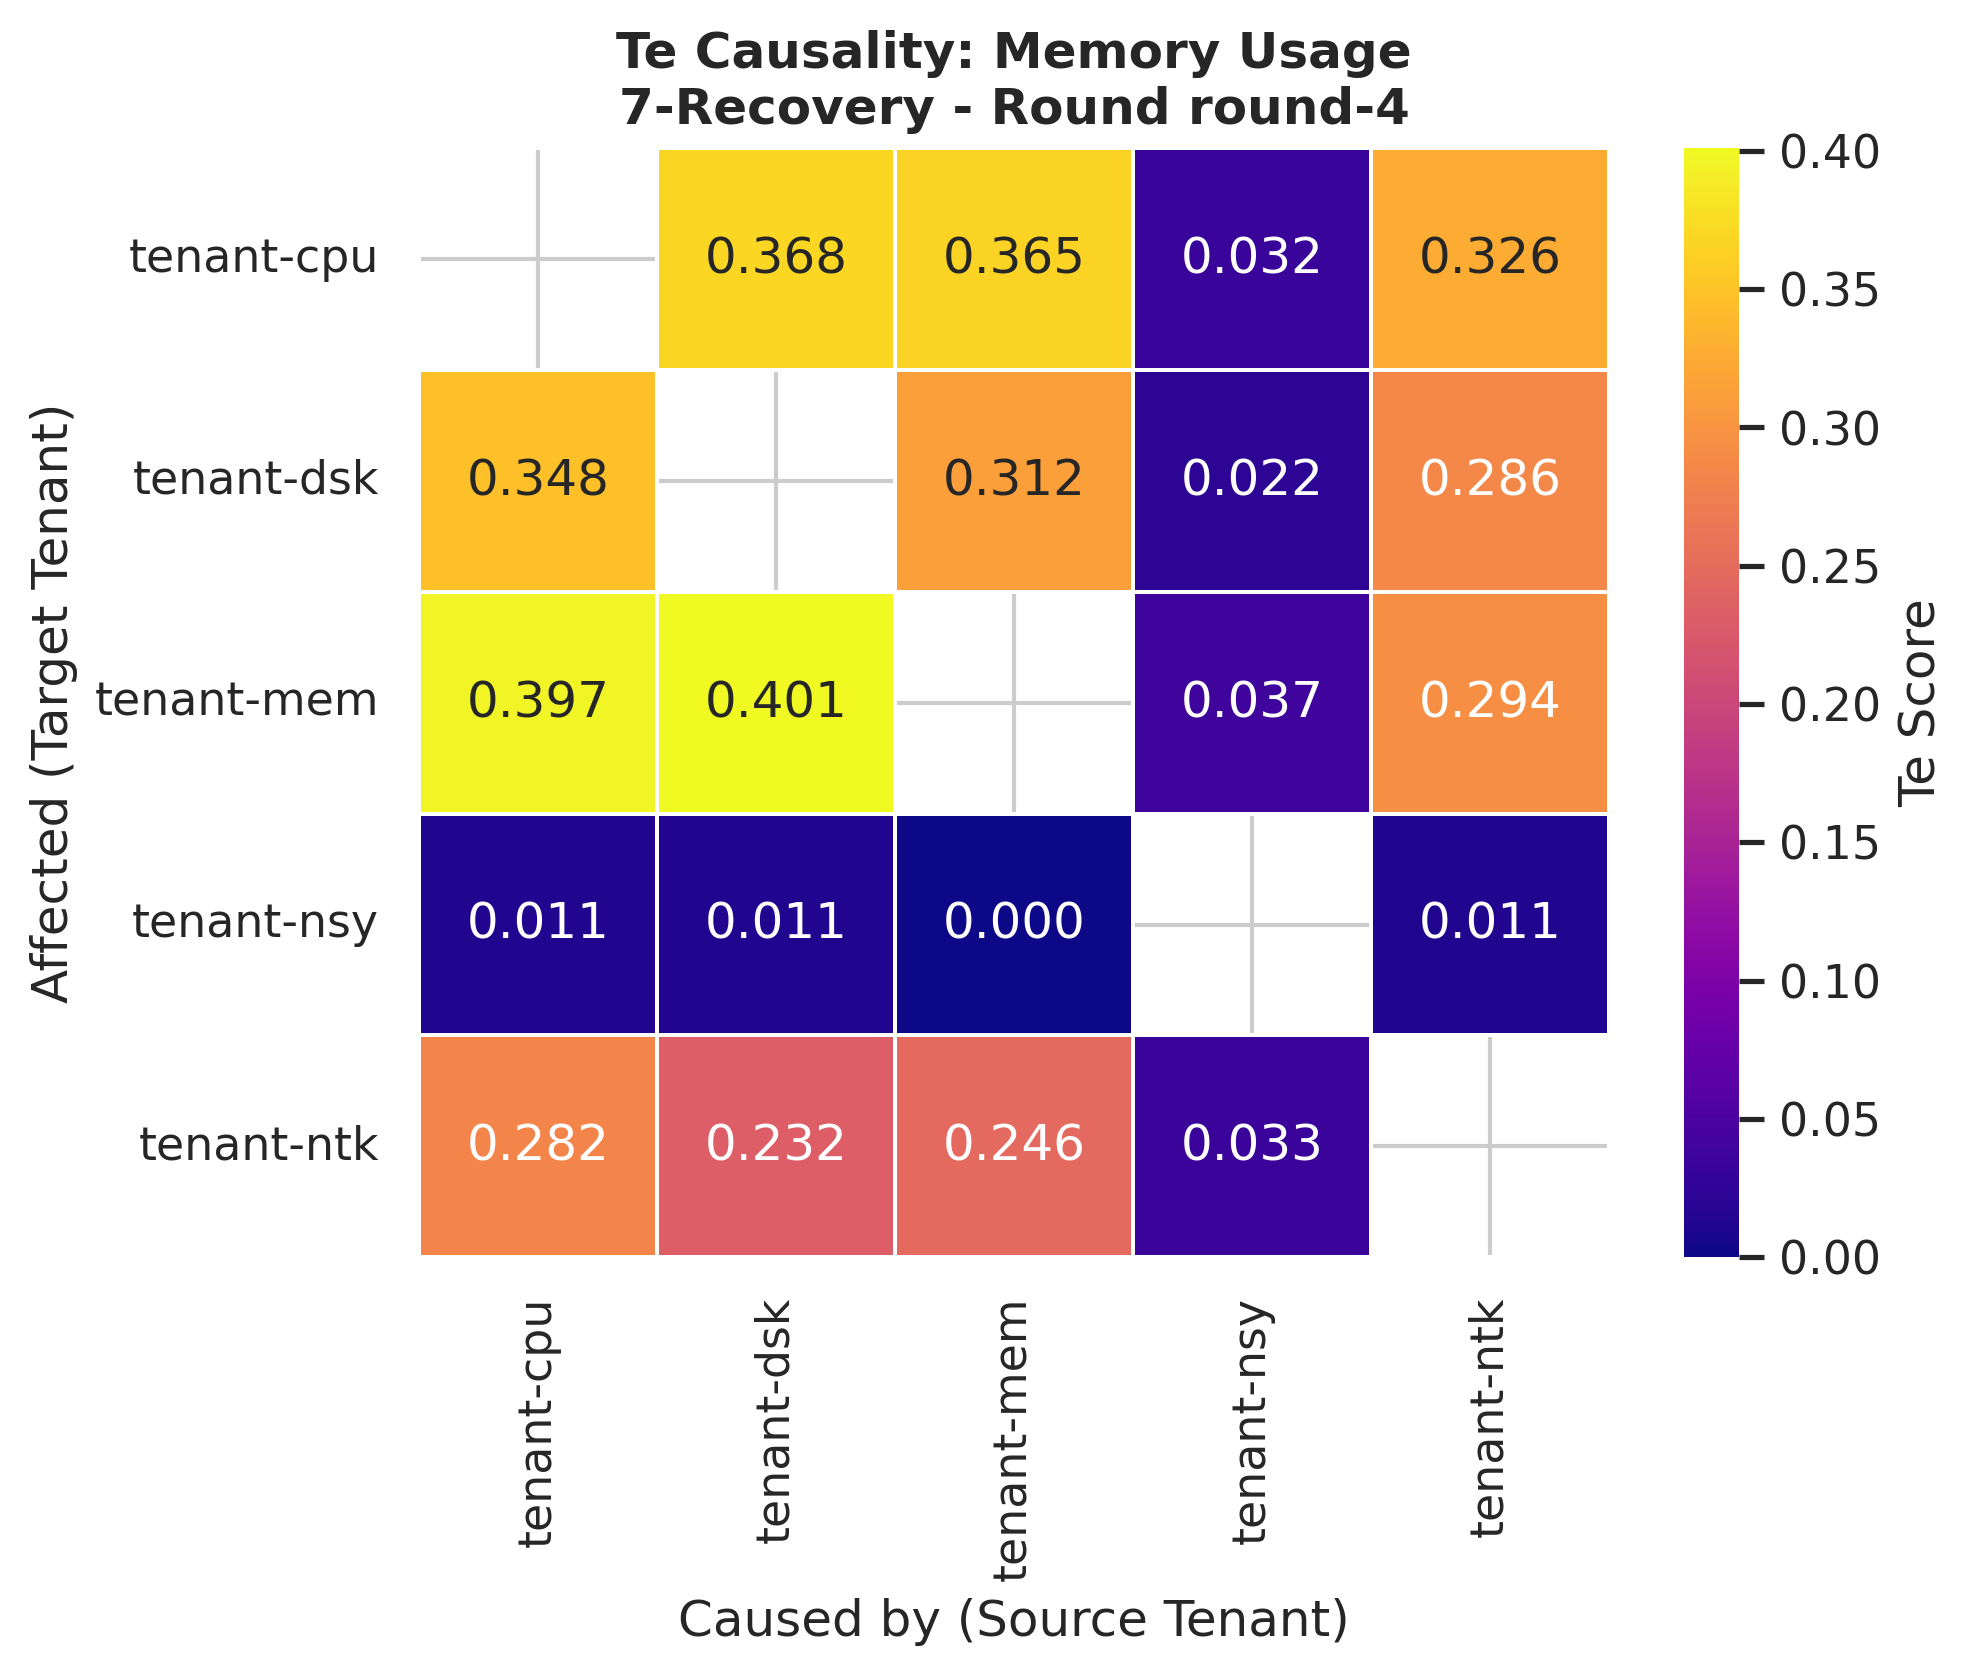 Te Causality: Memory Usage
7-Recovery - Round round-4
Affected (Target Tenant)
tenant-cpu 0.368 0.365 0.032 0.326
tenant-dsk 0.348 0.312 0.022 0.286
tenant-mem 0.397 0.401 0.037 0.294
tenant-nsy 0.011 0.011 0.000 0.011
tenant-ntk 0.282 0.232 0.246 0.033
tenant-cpu
tenant-dsk
tenant-mem
tenant-nsy
tenant-ntk
Caused by (Source Tenant)
0.40
0.35
0.30
0.25
0.20
0.15
0.10
0.05
0.00
Te Score